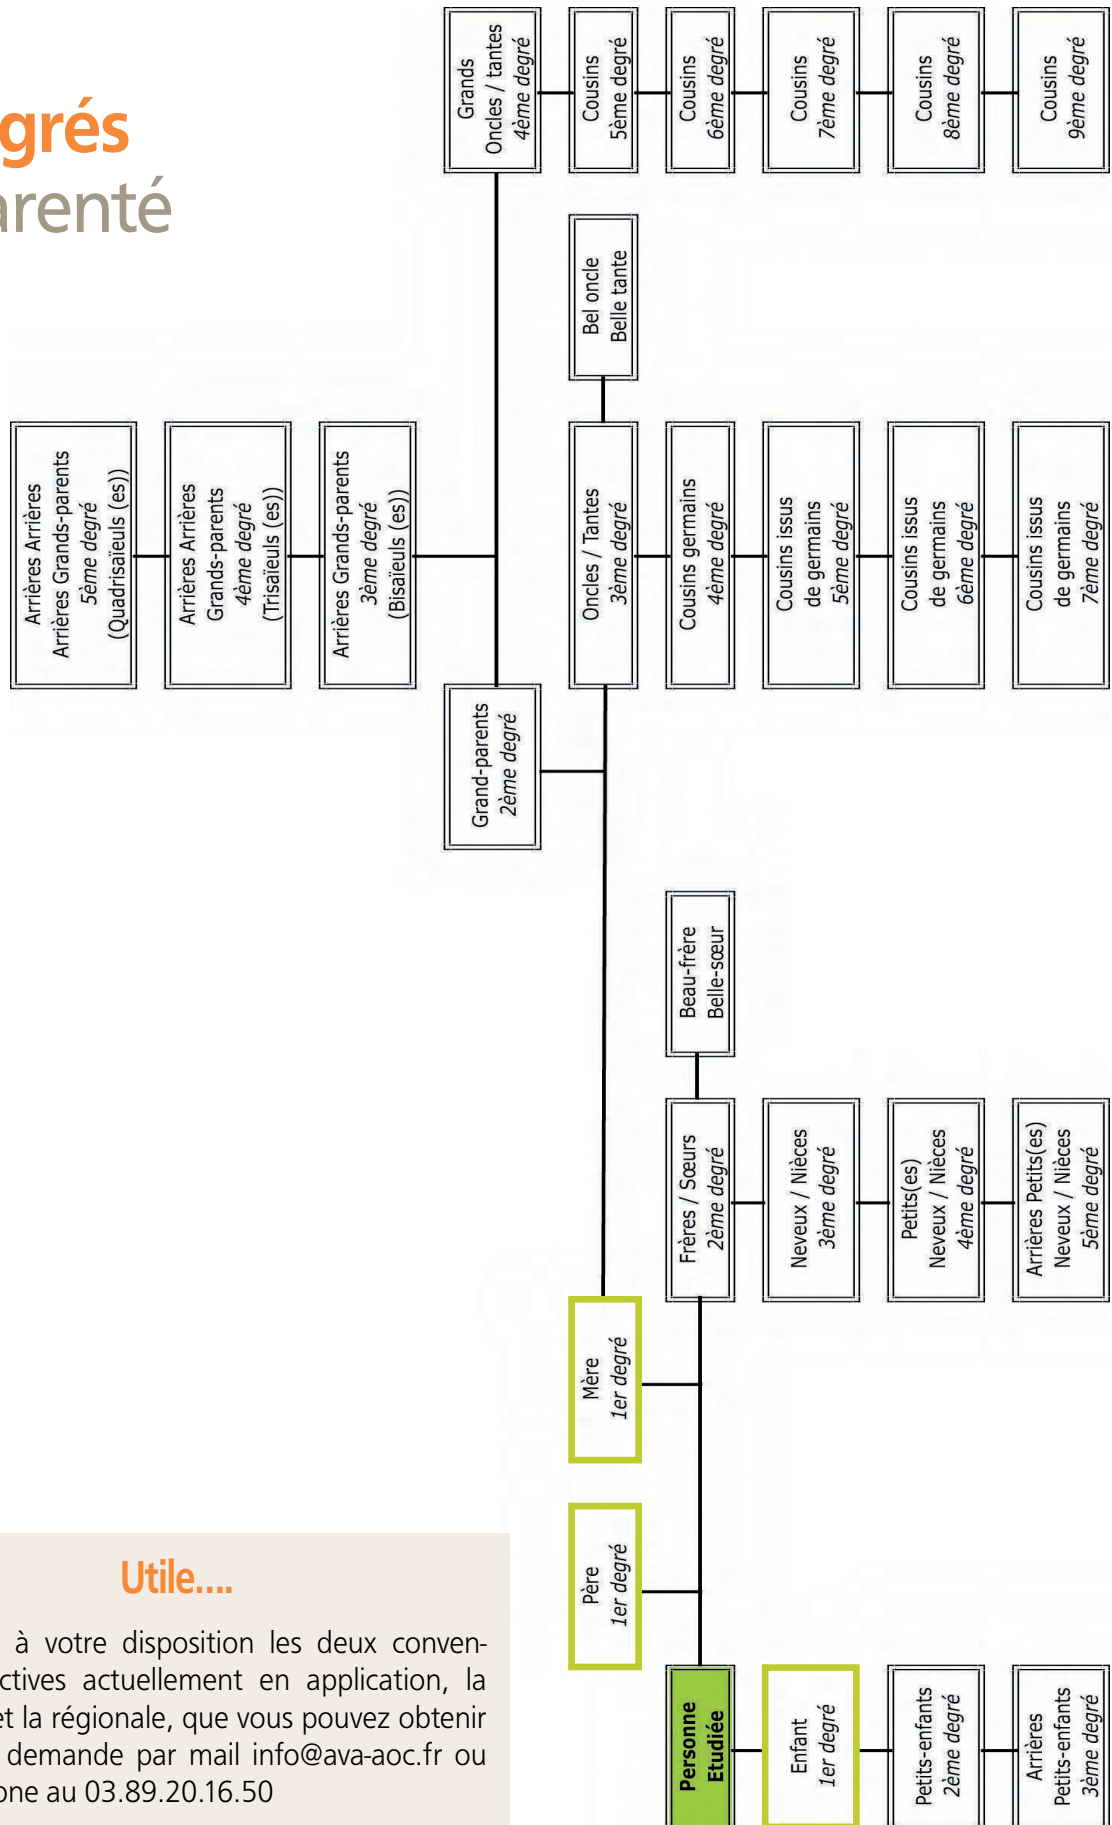 grés
arenté
Grands
Oncles / tantes
4ème degré
Cousins
5ème degré
Cousins
6ème degré
Cousins
7ème degré
Cousins
8ème degré
Cousins
9ème degré
Bel oncle
Belle tante
Arrières Arrières
Arrières Grands-parents
5ème degré
(Quadrisaïeuls (es))
Arrières Arrières
Grands-parents
4ème degré
(Trisaïeuls (es))
Arrières Grands-parents
3ème degré
(Bisaïeuls (es))
Oncles / Tantes
3ème degré
Cousins germains
4ème degré
Cousins issus
de germains
5ème degré
Cousins issus
de germains
6ème degré
Cousins issus
de germains
7ème degré
Grand-parents
2ème degré
Beau-frère
Belle-sœur
Frères / Sœurs
2ème degré
Neveux / Nièces
3ème degré
Petits(es)
Neveux / Nièces
4ème degré
Arrières Petits(es)
Neveux / Nièces
5ème degré
Mère
1er degré
Père
1er degré
Personne
Etudiée
Enfant
1er degré
Petits-enfants
2ème degré
Arrières
Petits-enfants
3ème degré
Utile....
à votre disposition les deux conven-
ctives actuellement en application, la
et la régionale, que vous pouvez obtenir
demande par mail info@ava-aoc.fr ou
one au 03.89.20.16.50